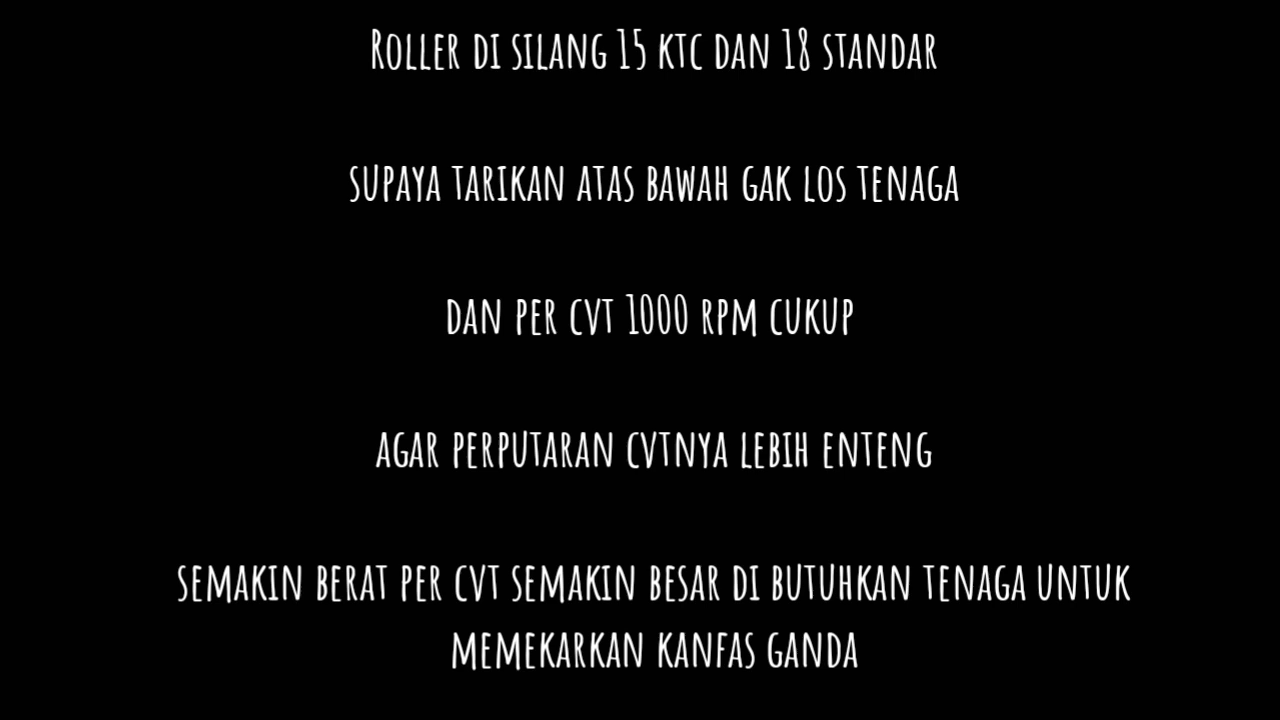 Roller di silang 15 ktc dan 18 standar
supaya tarikan atas bawah gak los tenaga
dan per cvt 1000 rpm cukup
agar perputaran cvtnya lebih enteng
semakin berat per cvt semakin besar di butuhkan tenaga untuk
memekarkan kanfas ganda